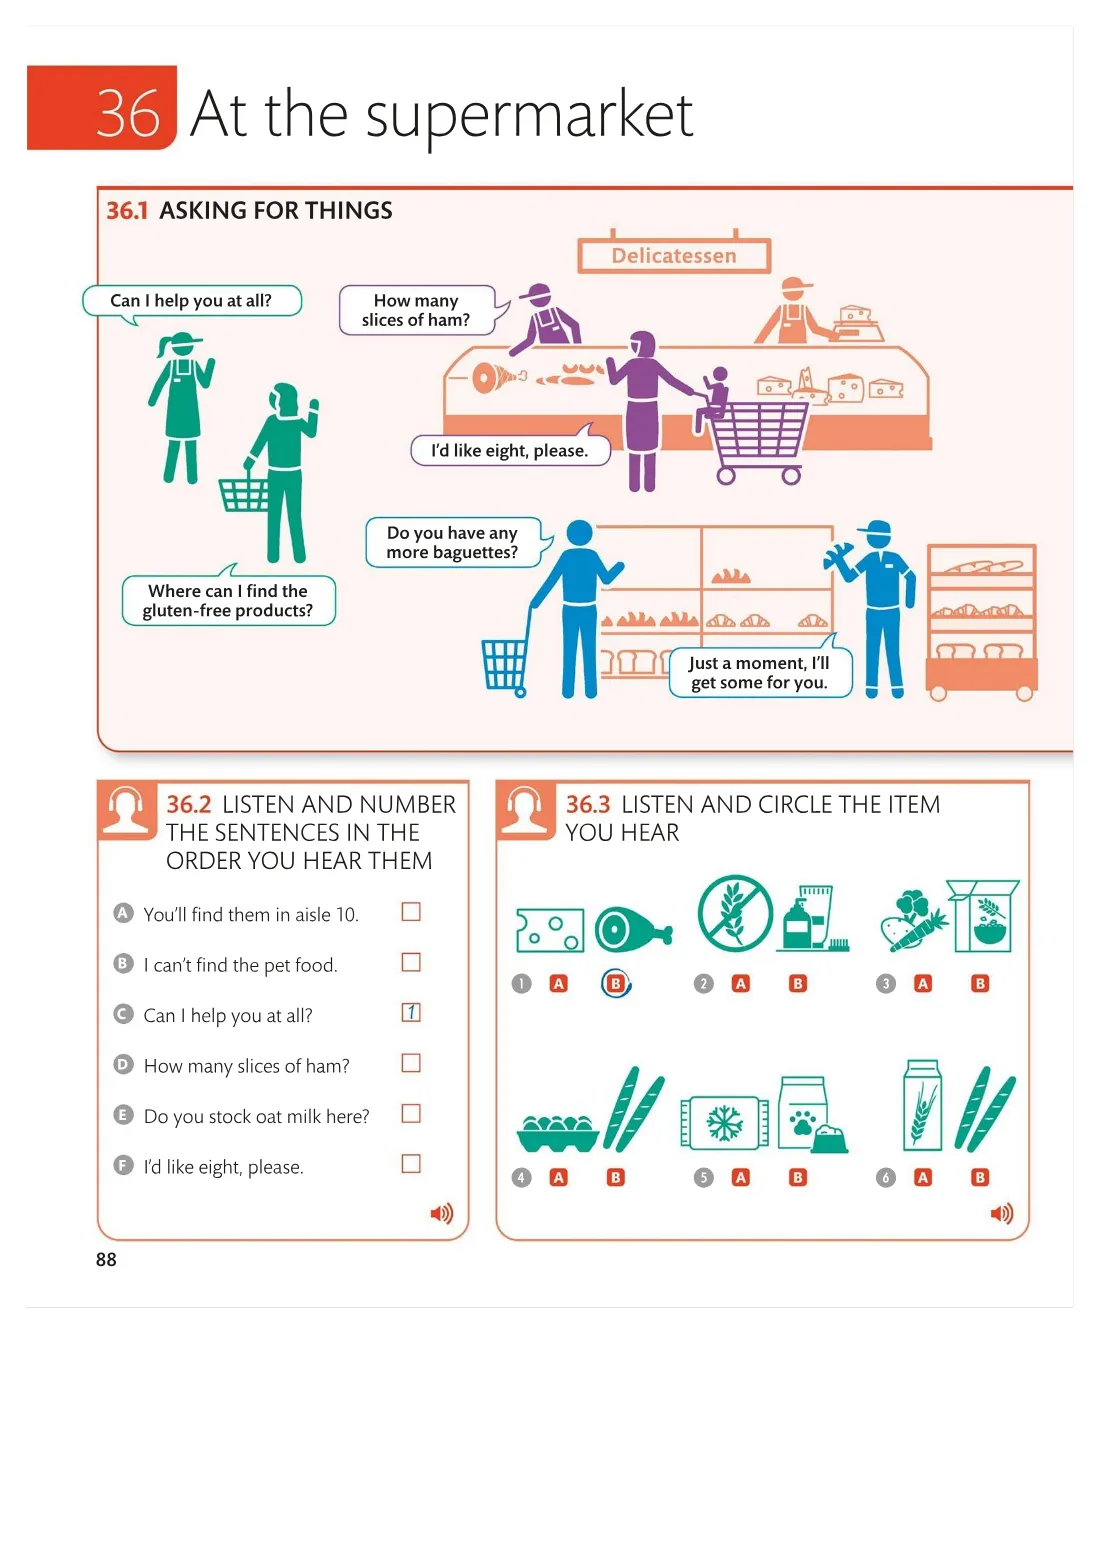 36 At the supermarket
36.1 ASKING FOR THINGS
Delicatessen
Can I help you at all?
How many
slices of ham?
I'd like eight, please.
Do you have any
more baguettes?
Where can I find the
gluten-free products?
Just a moment, I'll
get some for you.
36.2 LISTEN AND NUMBER
THE SENTENCES IN THE
ORDER YOU HEAR THEM
A You'll find them in aisle 10.
B I can't find the pet food.
C Can I help you at all? 1
D How many slices of ham?
E Do you stock oat milk here?
F I'd like eight, please.
36.3 LISTEN AND CIRCLE THE ITEM
YOU HEAR
1 A B 2 A B 3 A B
4 A B 5 A B 6 A B
88